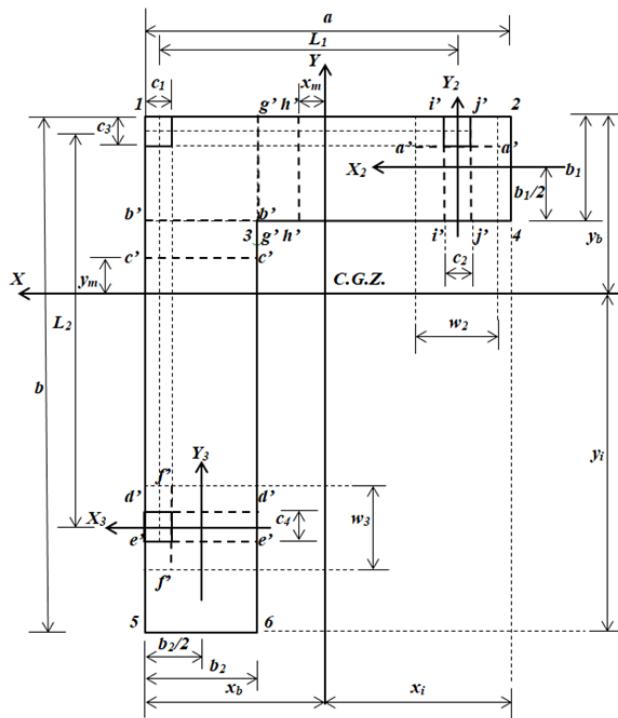 a
L1
Y
1 c1 xm g’ h’ i’ Y2 j’ 2
c3
a’ a’
X2 b1
b1/2
b’ b’ yb
3 g’ h’ i’ j’ 4
c’ c’ c2
X ym C.G.Z.
L2
w2
b
Y3 yi
f’
d’ d’
X3 c4 w3
e’ e’
f’
5 6
b2/2
b2
xb xi